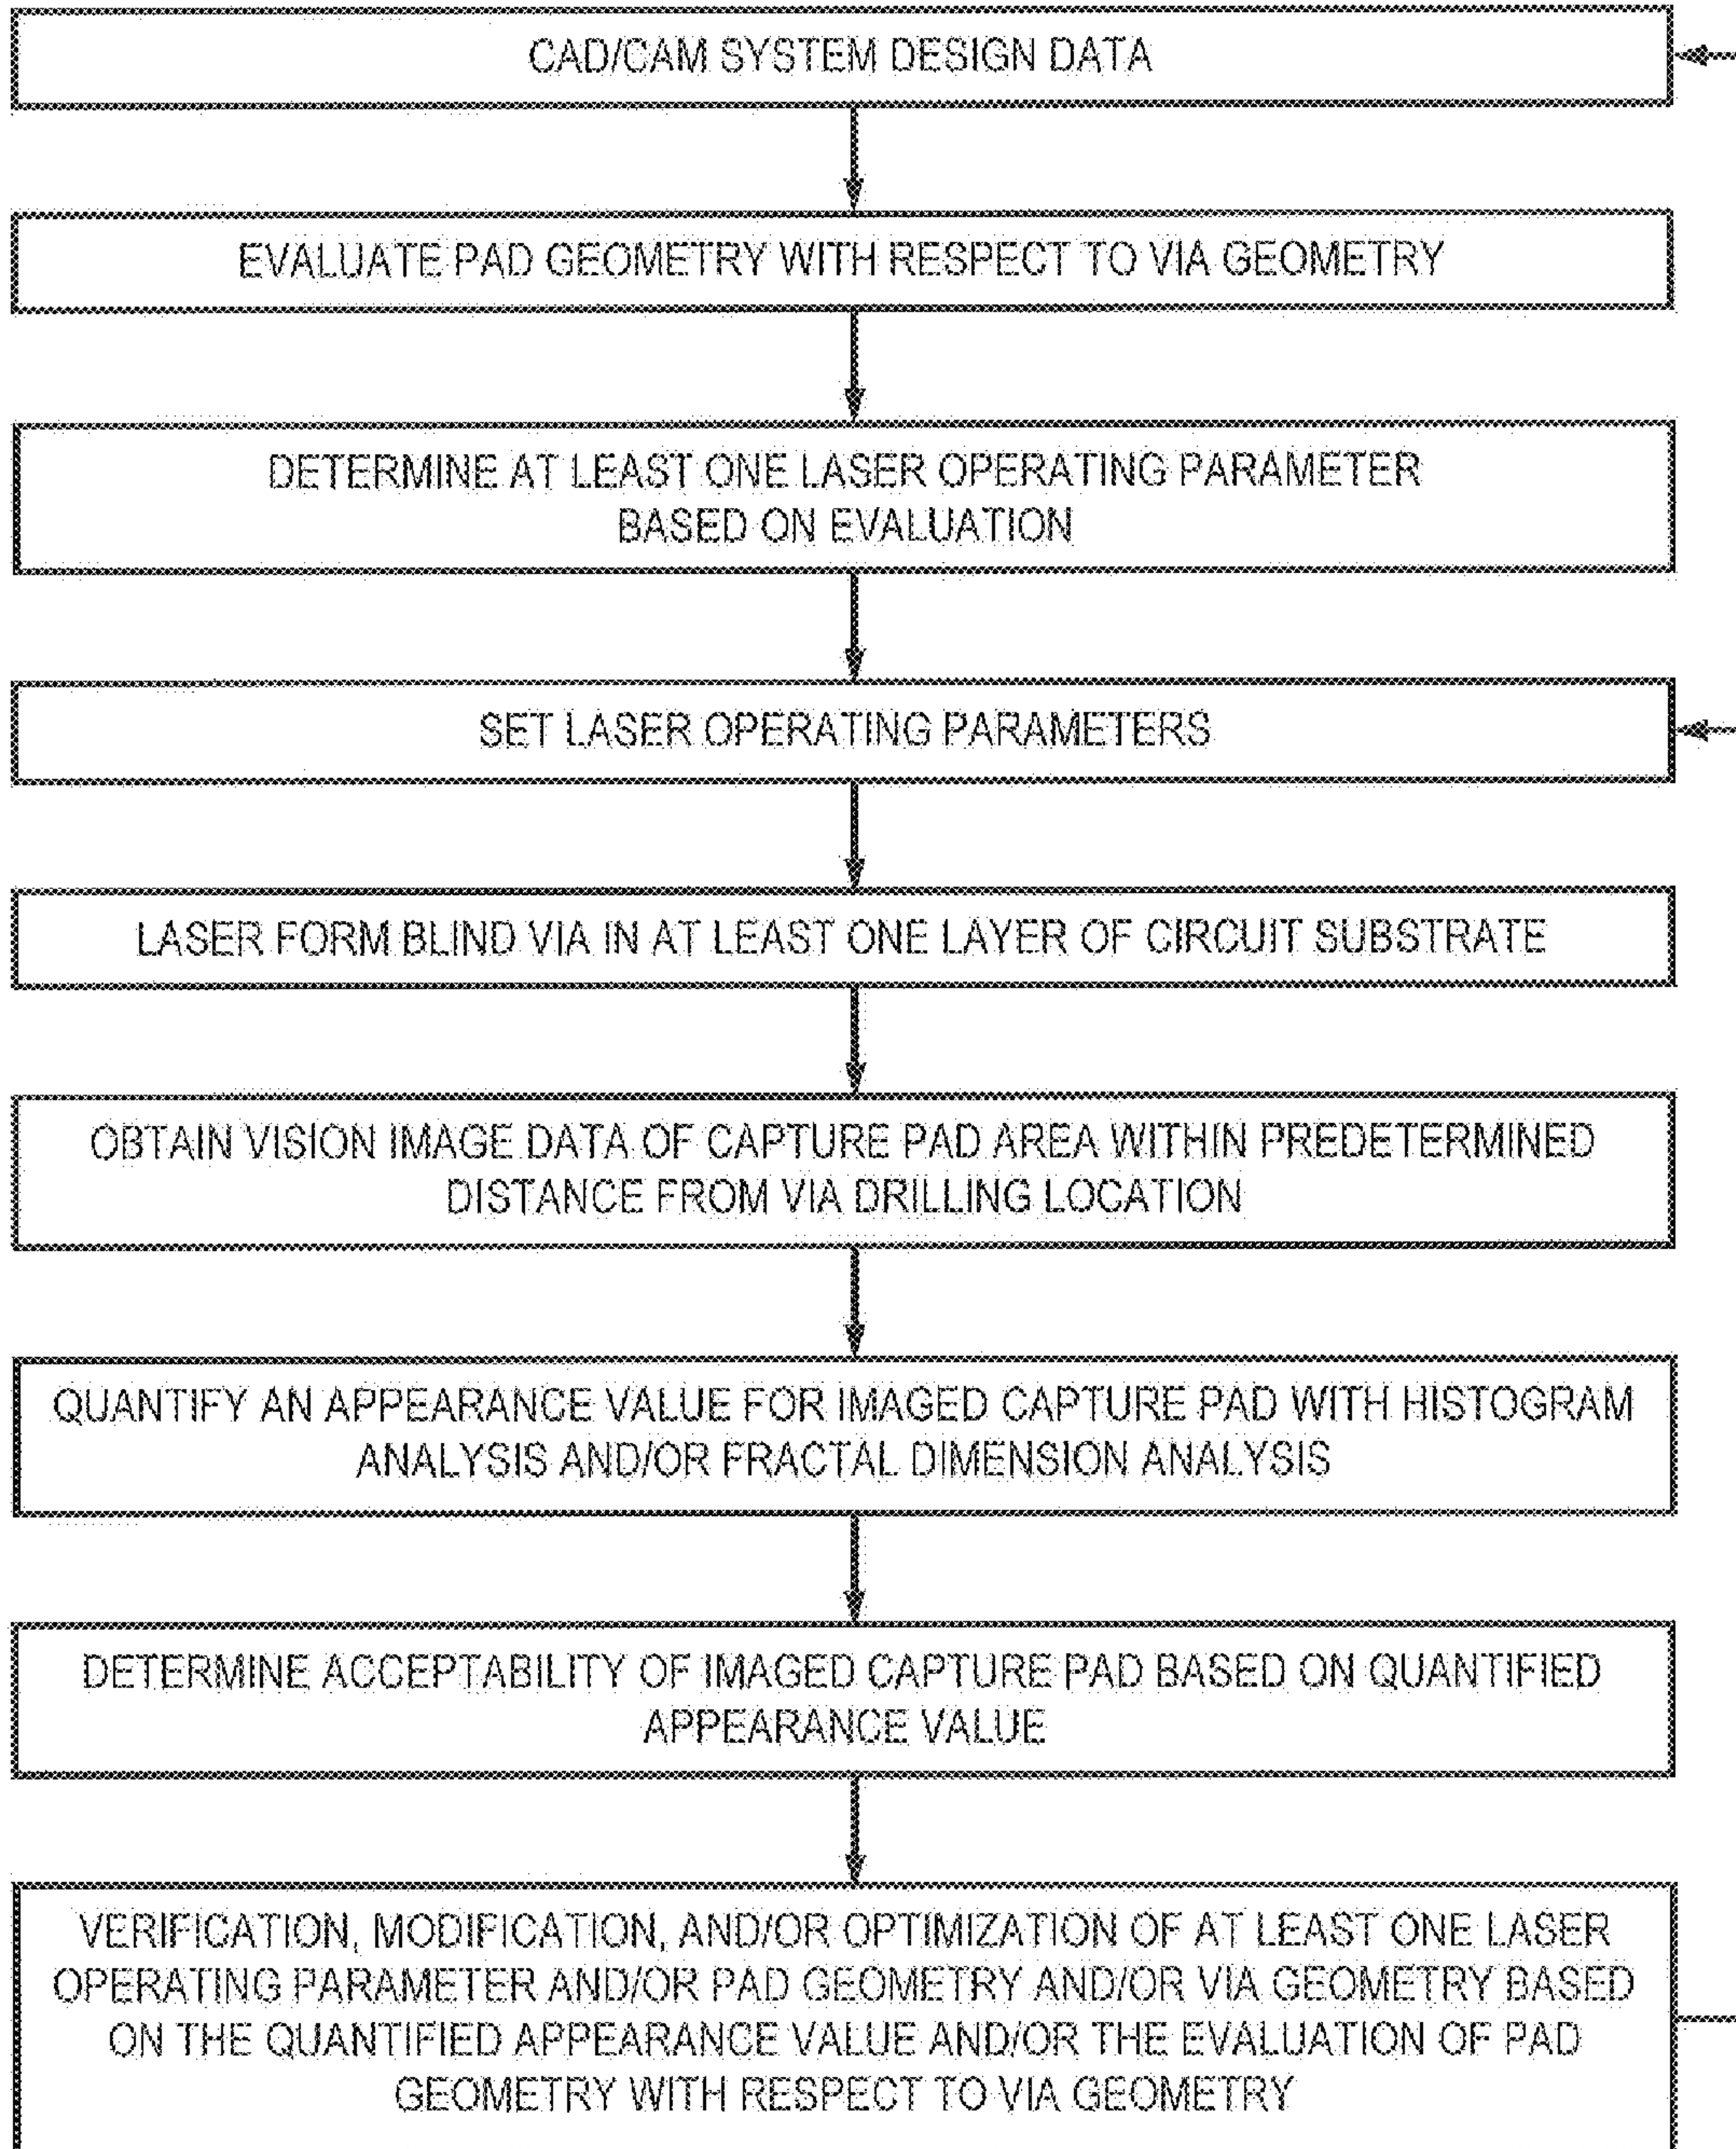 CAD/CAM SYSTEM DESIGN DATA
EVALUATE PAD GEOMETRY WITH RESPECT TO VIA GEOMETRY
DETERMINE AT LEAST ONE LASER OPERATING PARAMETER
BASED ON EVALUATION
SET LASER OPERATING PARAMETERS
LASER FORM BLIND VIA IN AT LEAST ONE LAYER OF CIRCUIT SUBSTRATE
OBTAIN VISION IMAGE DATA OF CAPTURE PAD AREA WITHIN PREDETERMINED
DISTANCE FROM VIA DRILLING LOCATION
QUANTIFY AN APPEARANCE VALUE FOR IMAGED CAPTURE PAD WITH HISTOGRAM
ANALYSIS AND/OR FRACTAL DIMENSION ANALYSIS
DETERMINE ACCEPTABILITY OF IMAGED CAPTURE PAD BASED ON QUANTIFIED
APPEARANCE VALUE
VERIFICATION, MODIFICATION, AND/OR OPTIMIZATION OF AT LEAST ONE LASER
OPERATING PARAMETER AND/OR PAD GEOMETRY AND/OR VIA GEOMETRY BASED
ON THE QUANTIFIED APPEARANCE VALUE AND/OR THE EVALUATION OF PAD
GEOMETRY WITH RESPECT TO VIA GEOMETRY